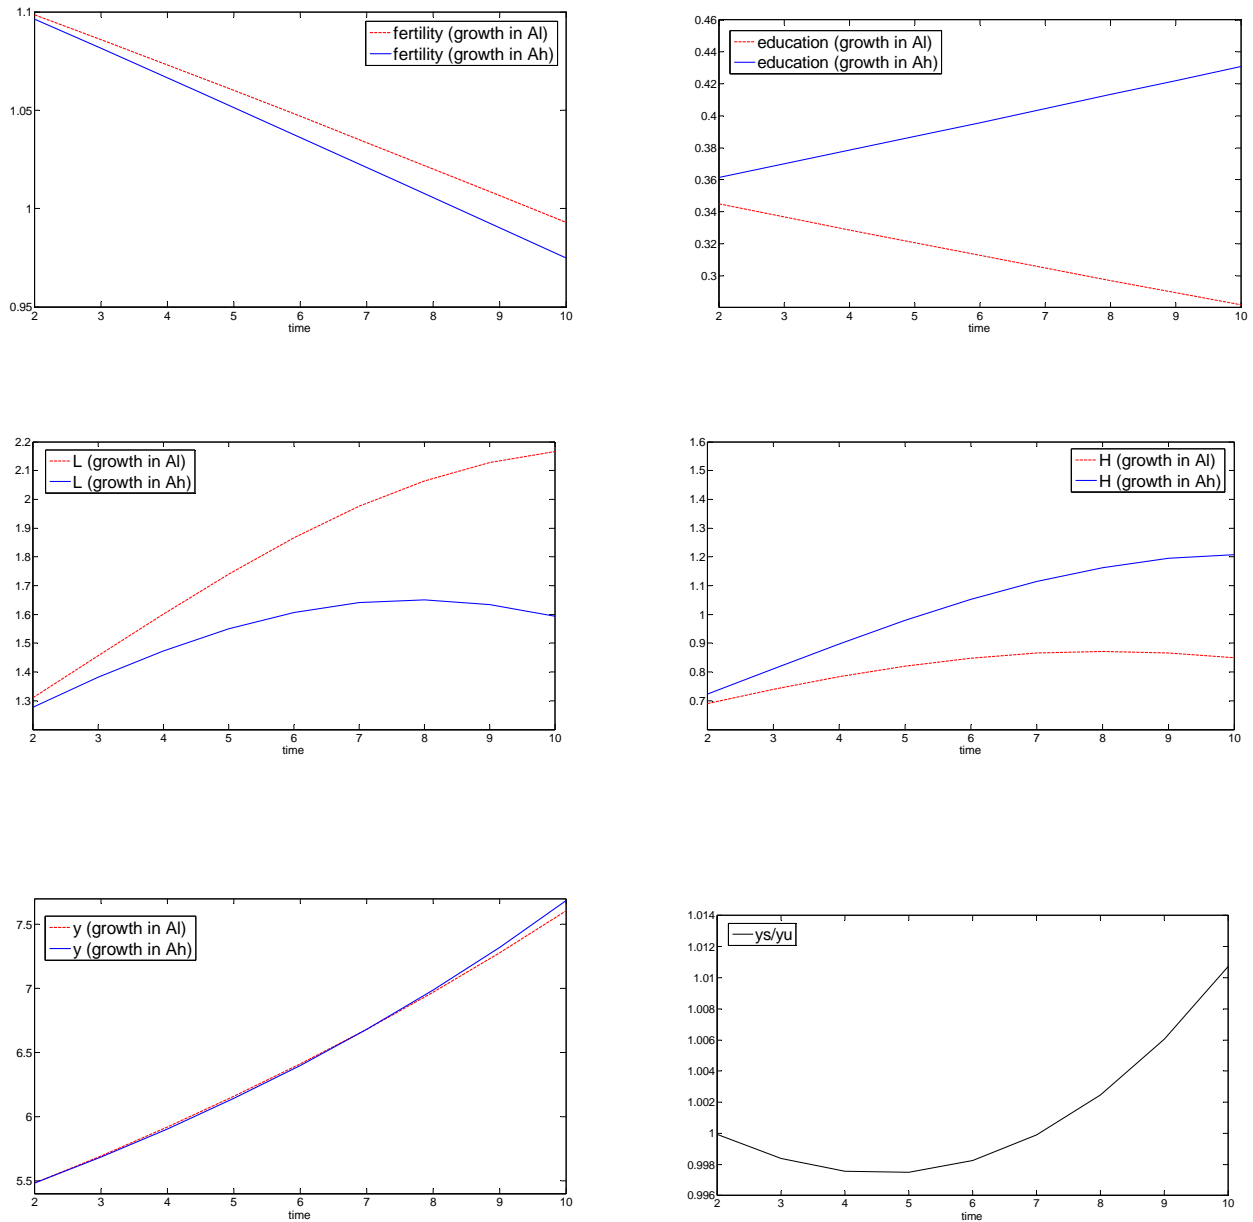 1.1
1.05
1
0.95
fertility (growth in Al)
fertility (growth in Ah)
2 3 4 5 6 7 8 9 10
time
0.46
0.44
0.42
0.4
0.38
0.36
0.34
0.32
0.3
education (growth in Al)
education (growth in Ah)
2 3 4 5 6 7 8 9 10
time
2.2
2.1
2
1.9
1.8
1.7
1.6
1.5
1.4
1.3
L (growth in Al)
L (growth in Ah)
2 3 4 5 6 7 8 9 10
time
1.6
1.5
1.4
1.3
1.2
1.1
1
0.9
0.8
0.7
H (growth in Al)
H (growth in Ah)
2 3 4 5 6 7 8 9 10
time
7.5
7
6.5
6
5.5
y (growth in Al)
y (growth in Ah)
2 3 4 5 6 7 8 9 10
time
1.014
1.012
1.01
1.008
1.006
1.004
1.002
1
0.998
0.996
ys/yu
2 3 4 5 6 7 8 9 10
time